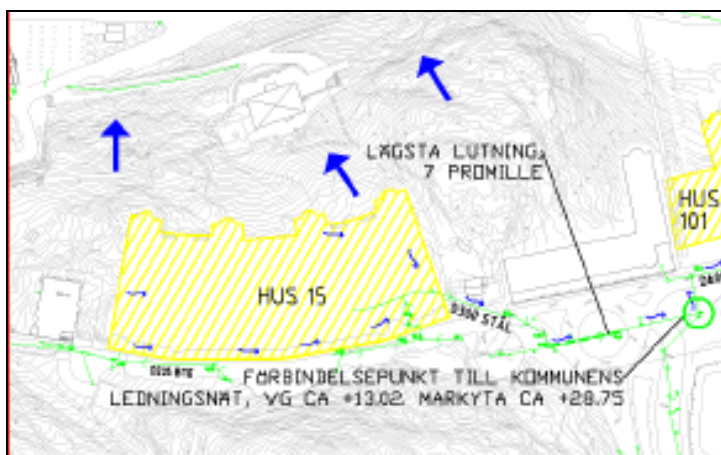 LÄGSTA LUTNING,
7 PROMILLE
HUS
101
HUS 15
STÅL
FÖRBINDELSEPUNKT TILL KOMMUNENS
LEDNINGSNÄT, VG CA +13.02. MARKYTA CA +28.75